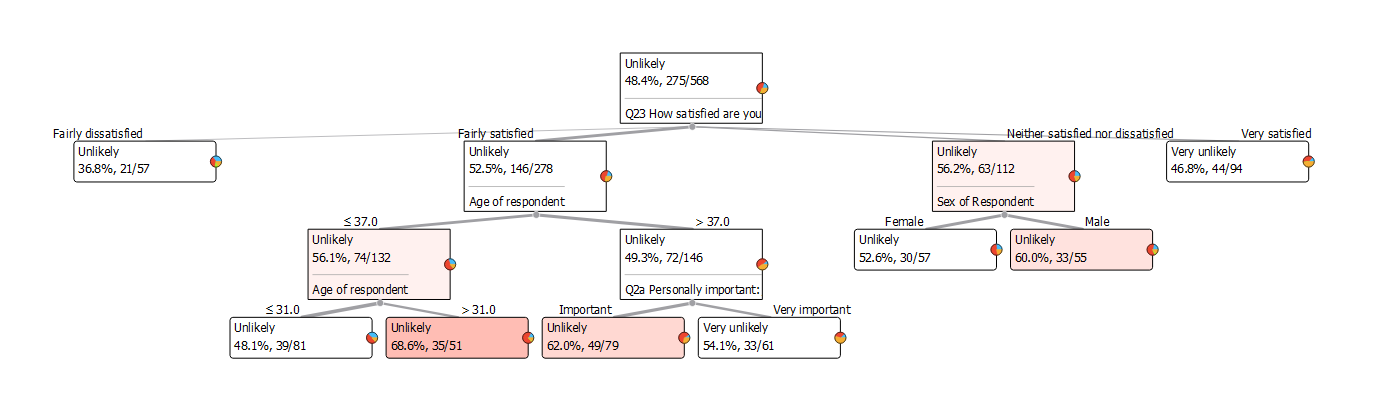 Unlikely
48.4%, 275/568
Q23 How satisfied are you
Fairly dissatisfied
Fairly satisfied
Neither satisfied nor dissatisfied
Very satisfied
Unlikely
36.8%, 21/57
Unlikely
52.5%, 146/278
Age of respondent
Unlikely
56.2%, 63/112
Sex of Respondent
Very unlikely
46.8%, 44/94
≤ 37.0
> 37.0
Female
Male
Unlikely
56.1%, 74/132
Age of respondent
Unlikely
49.3%, 72/146
Q2a Personally important:
Unlikely
52.6%, 30/57
Unlikely
60.0%, 33/55
≤ 31.0
> 31.0
Important
Very important
Unlikely
48.1%, 39/81
Unlikely
68.6%, 35/51
Unlikely
62.0%, 49/79
Very unlikely
54.1%, 33/61